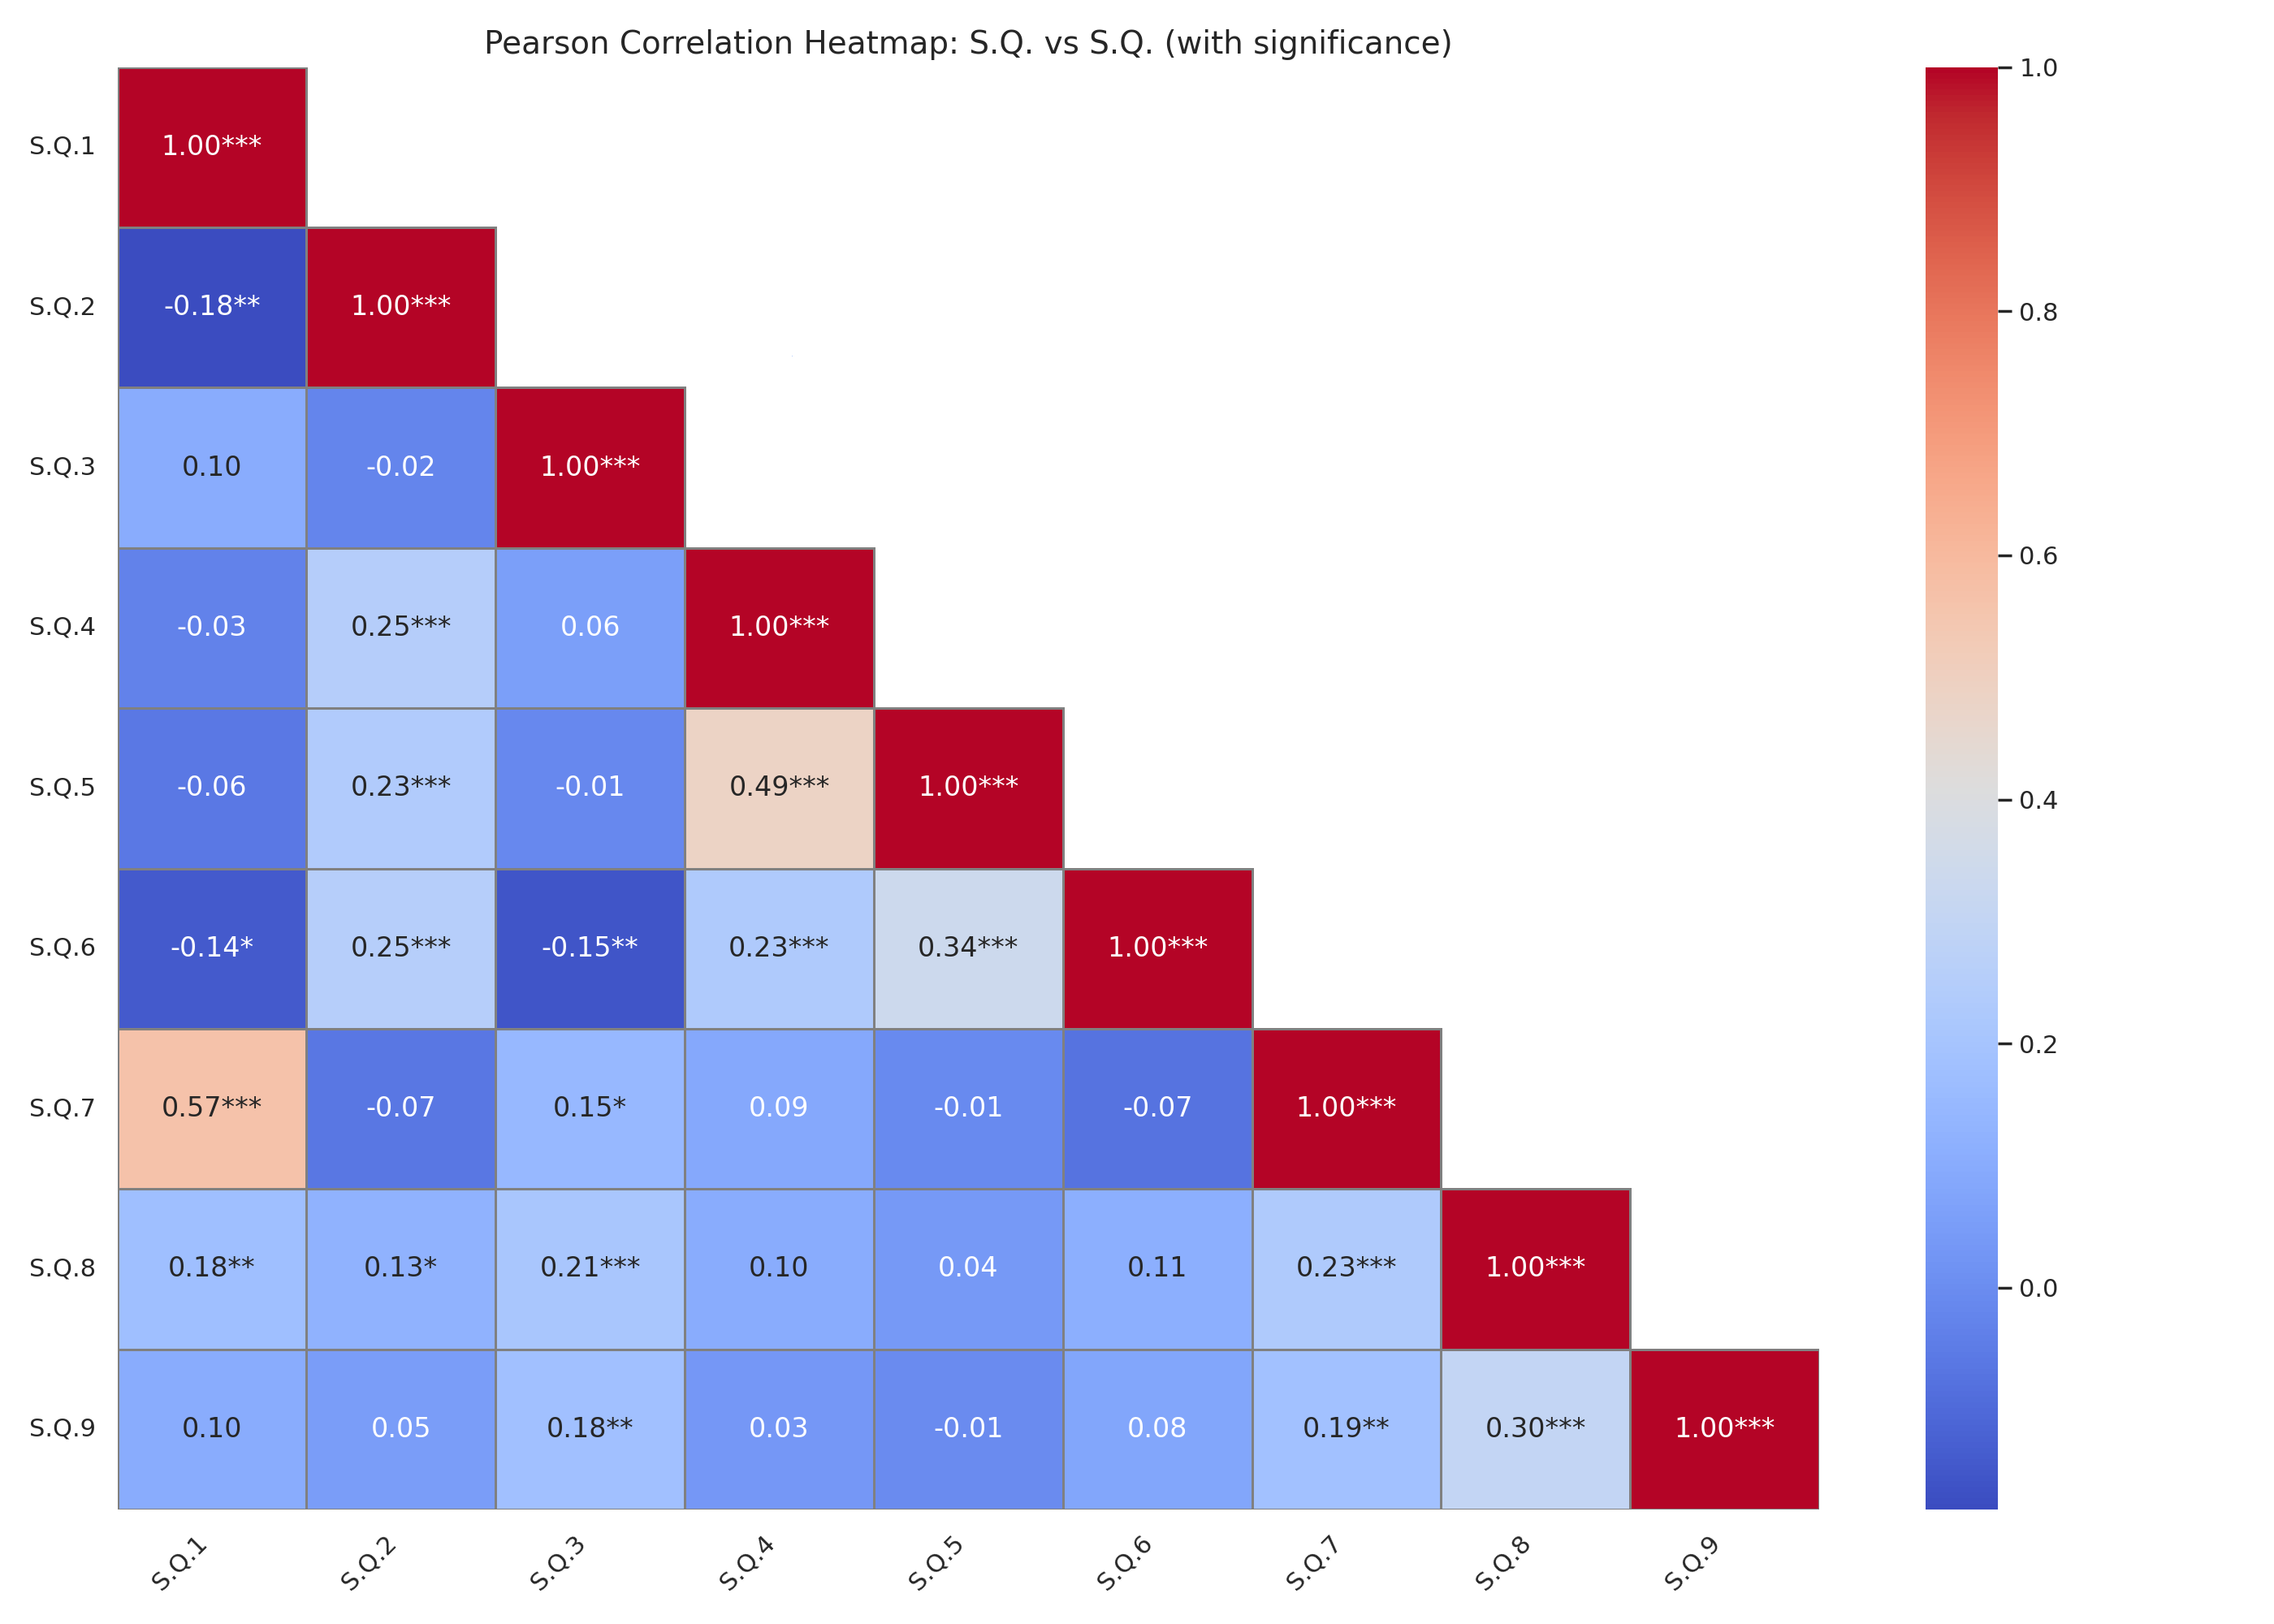 Pearson Correlation Heatmap: S.Q. vs S.Q. (with significance)
1.0
S.Q.1 1.00***
S.Q.2 -0.18** 1.00***
0.8
S.Q.3 0.10 -0.02 1.00***
0.6
S.Q.4 -0.03 0.25*** 0.06 1.00***
S.Q.5 -0.06 0.23*** -0.01 0.49*** 1.00***
0.4
S.Q.6 -0.14* 0.25*** -0.15** 0.23*** 0.34*** 1.00***
0.2
S.Q.7 0.57*** -0.07 0.15* 0.09 -0.01 -0.07 1.00***
S.Q.8 0.18** 0.13* 0.21*** 0.10 0.04 0.11 0.23*** 1.00***
0.0
S.Q.9 0.10 0.05 0.18** 0.03 -0.01 0.08 0.19** 0.30*** 1.00***
S.Q.1 S.Q.2 S.Q.3 S.Q.4 S.Q.5 S.Q.6 S.Q.7 S.Q.8 S.Q.9